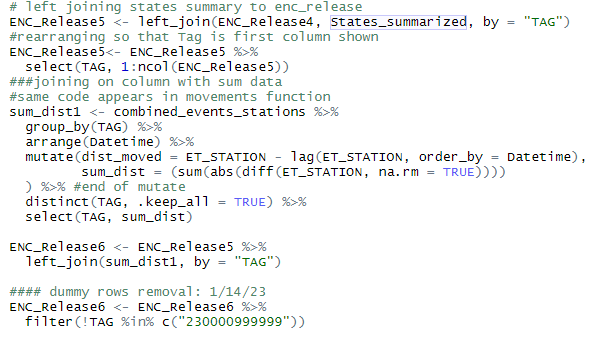 # left joining states summary to enc_release
ENC_Release5 <- left_join(ENC_Release4, States_summarized, by = "TAG")
#rearranging so that Tag is first column shown
ENC_Release5<- ENC_Release5 %>%
  select(TAG, 1:ncol(ENC_Release5))
###joining on column with sum data
#same code appears in movements function
sum_dist1 <- combined_events_stations %>%
  group_by(TAG) %>%
  arrange(Datetime) %>%
  mutate(dist_moved = ET_STATION - lag(ET_STATION, order_by = Datetime),
         sum_dist = (sum(abs(diff(ET_STATION, na.rm = TRUE))))
  ) %>% #end of mutate
  distinct(TAG, .keep_all = TRUE) %>%
  select(TAG, sum_dist)
ENC_Release6 <- ENC_Release5 %>%
  left_join(sum_dist1, by = "TAG")
#### dummy rows removal: 1/14/23
ENC_Release6 <- ENC_Release6 %>%
  filter(!TAG %in% c("230000999999"))